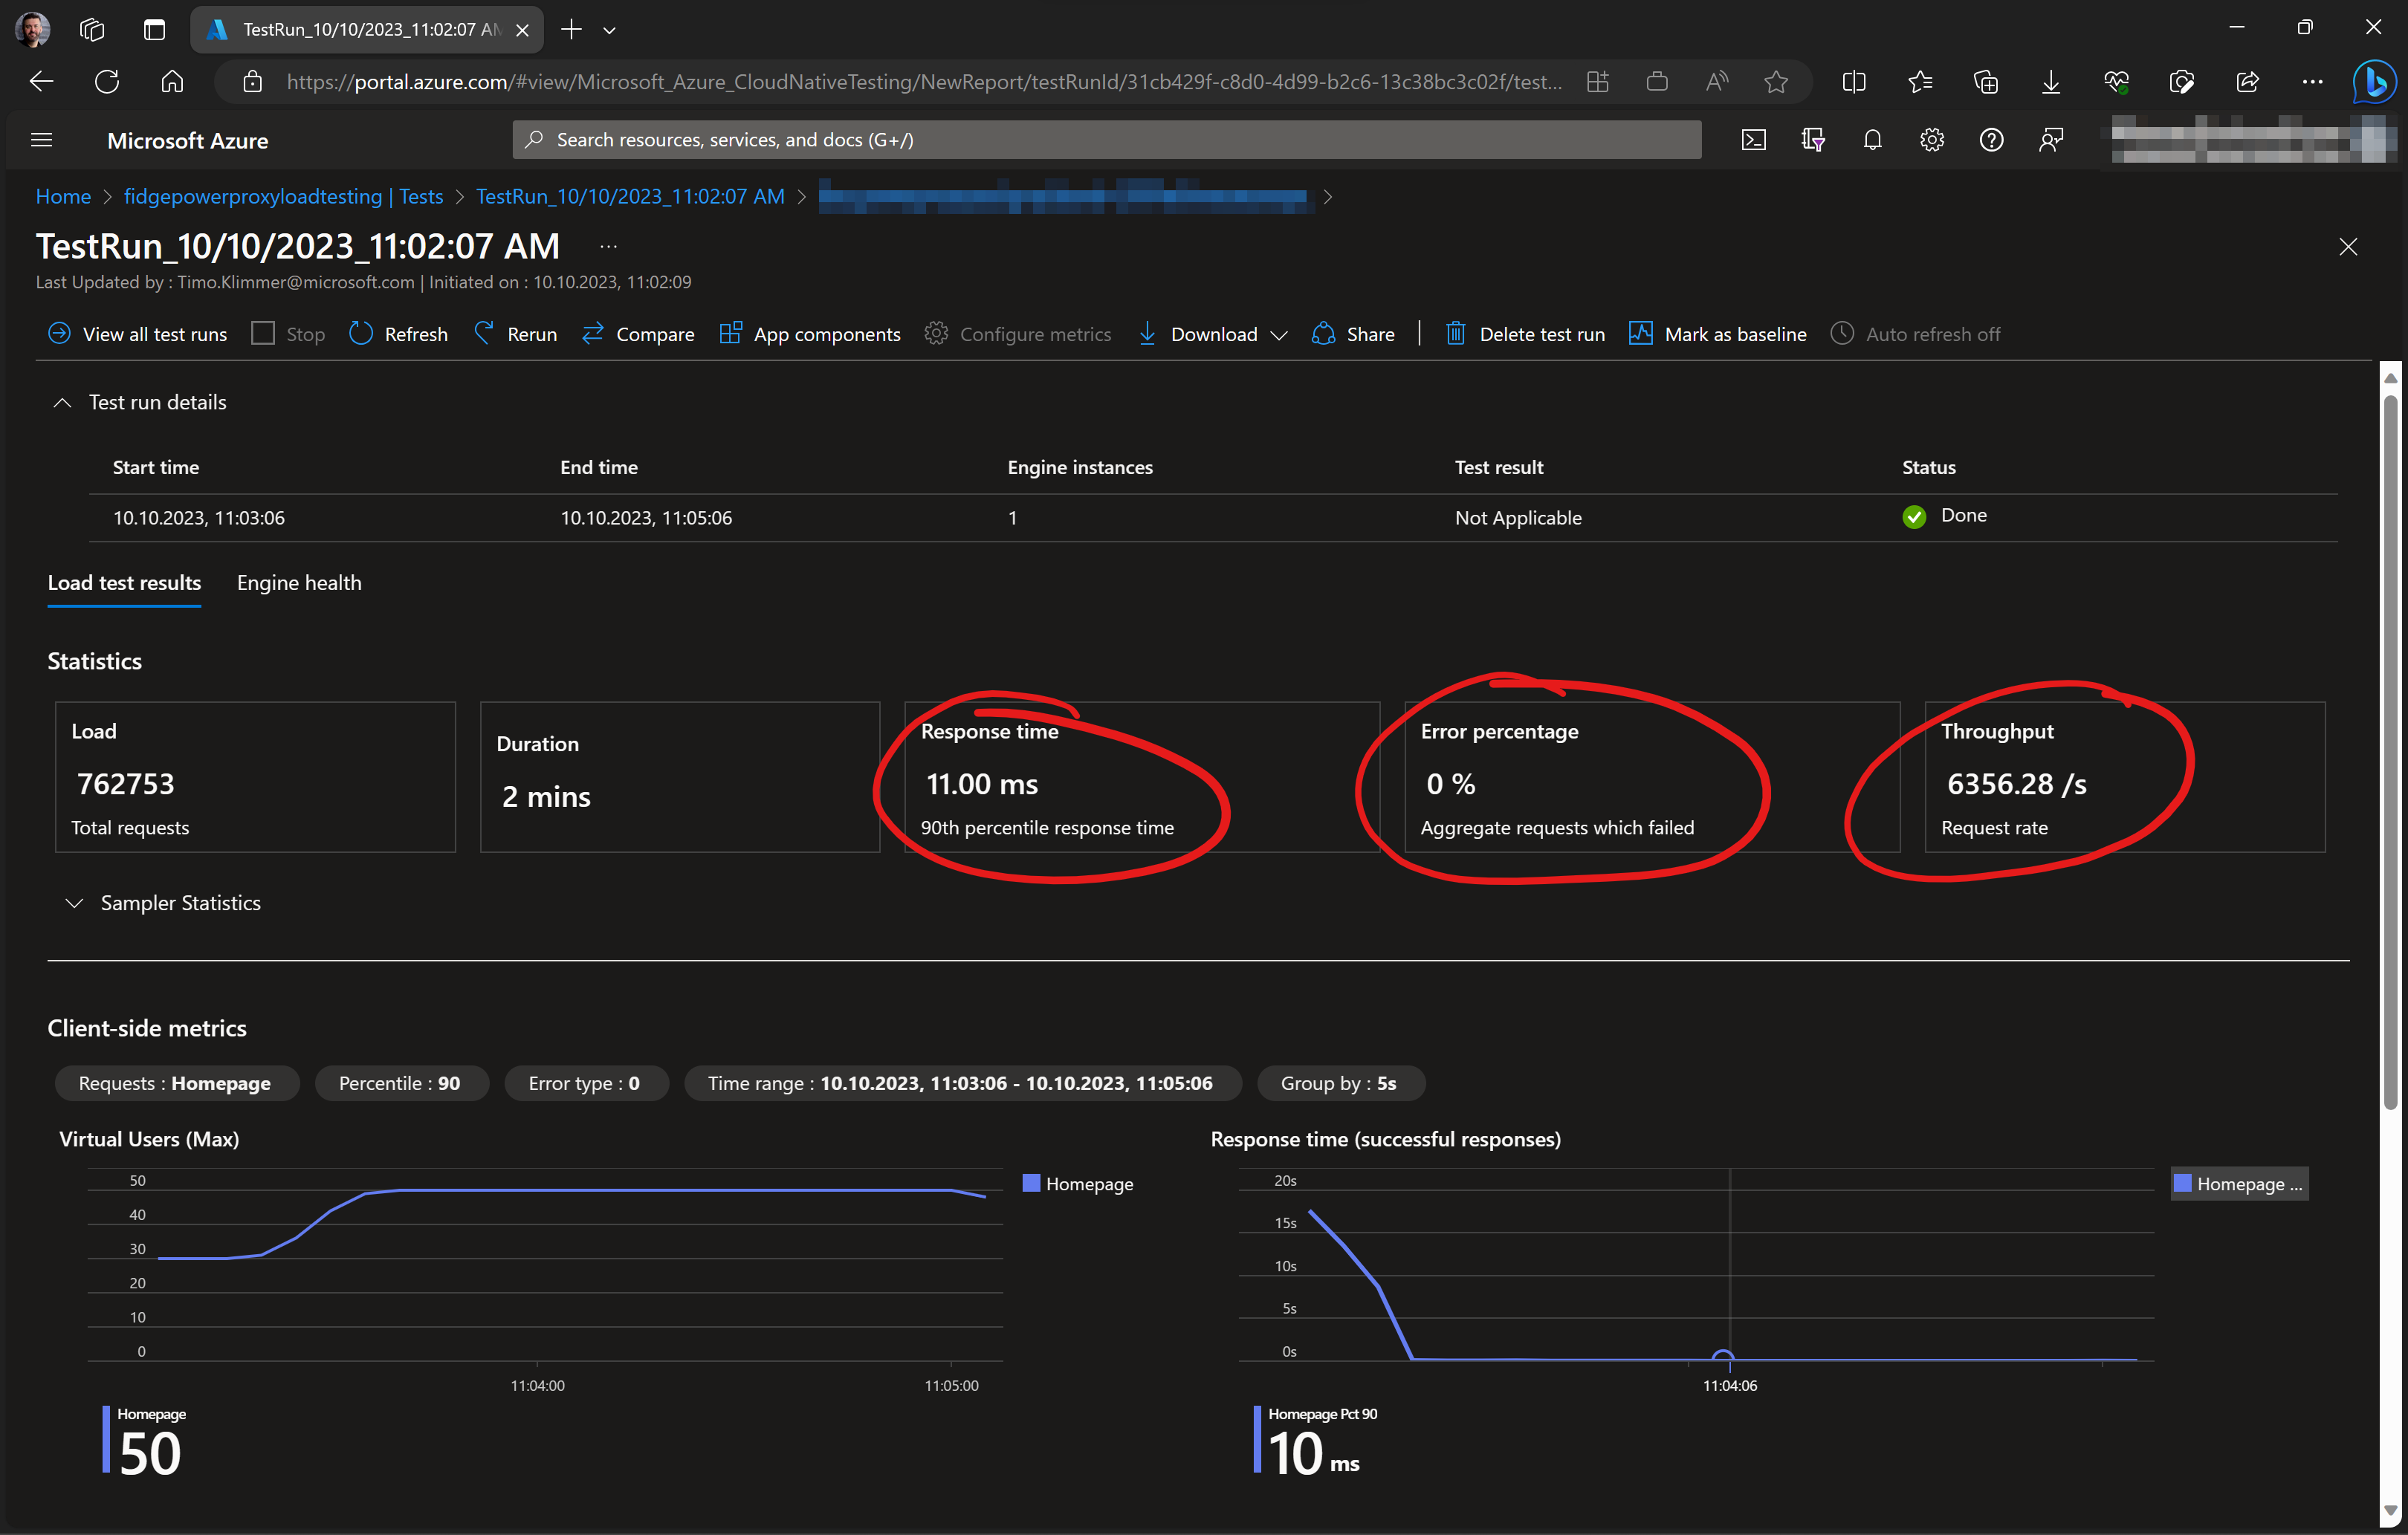 TestRun_10/10/2023_11:02:07 AM
https://portal.azure.com/#view/Microsoft_Azure_CloudNativeTesting/NewReport/testRunId/31cb429f-c8d0-4d99-b2c6-13c38bc3c02f/test...
Microsoft Azure
Search resources, services, and docs (G+/)
Home > fidgepowerproxyloadtesting | Tests > TestRun_10/10/2023_11:02:07 AM >
TestRun_10/10/2023_11:02:07 AM ...
Last Updated by : Timo.Klimmer@microsoft.com | Initiated on : 10.10.2023, 11:02:09
View all test runs Stop Refresh Rerun Compare App components Configure metrics Download Share | Delete test run Mark as baseline Auto refresh off
Test run details
Start time End time Engine instances Test result Status
10.10.2023, 11:03:06 10.10.2023, 11:05:06 1 Not Applicable Done
Load test results Engine health
Statistics
Load
762753
Total requests
Duration
2 mins
Response time
11.00 ms
90th percentile response time
Error percentage
0 %
Aggregate requests which failed
Throughput
6356.28 /s
Request rate
Sampler Statistics
Client-side metrics
Requests : Homepage Percentile : 90 Error type : 0 Time range : 10.10.2023, 11:03:06 - 10.10.2023, 11:05:06 Group by : 5s
Virtual Users (Max)
50
40
30
20
10
0
11:04:00 11:05:00
Homepage
Homepage
50
Response time (successful responses)
20s
15s
10s
5s
0s
11:04:06
Homepage ...
Homepage Pct 90
10 ms